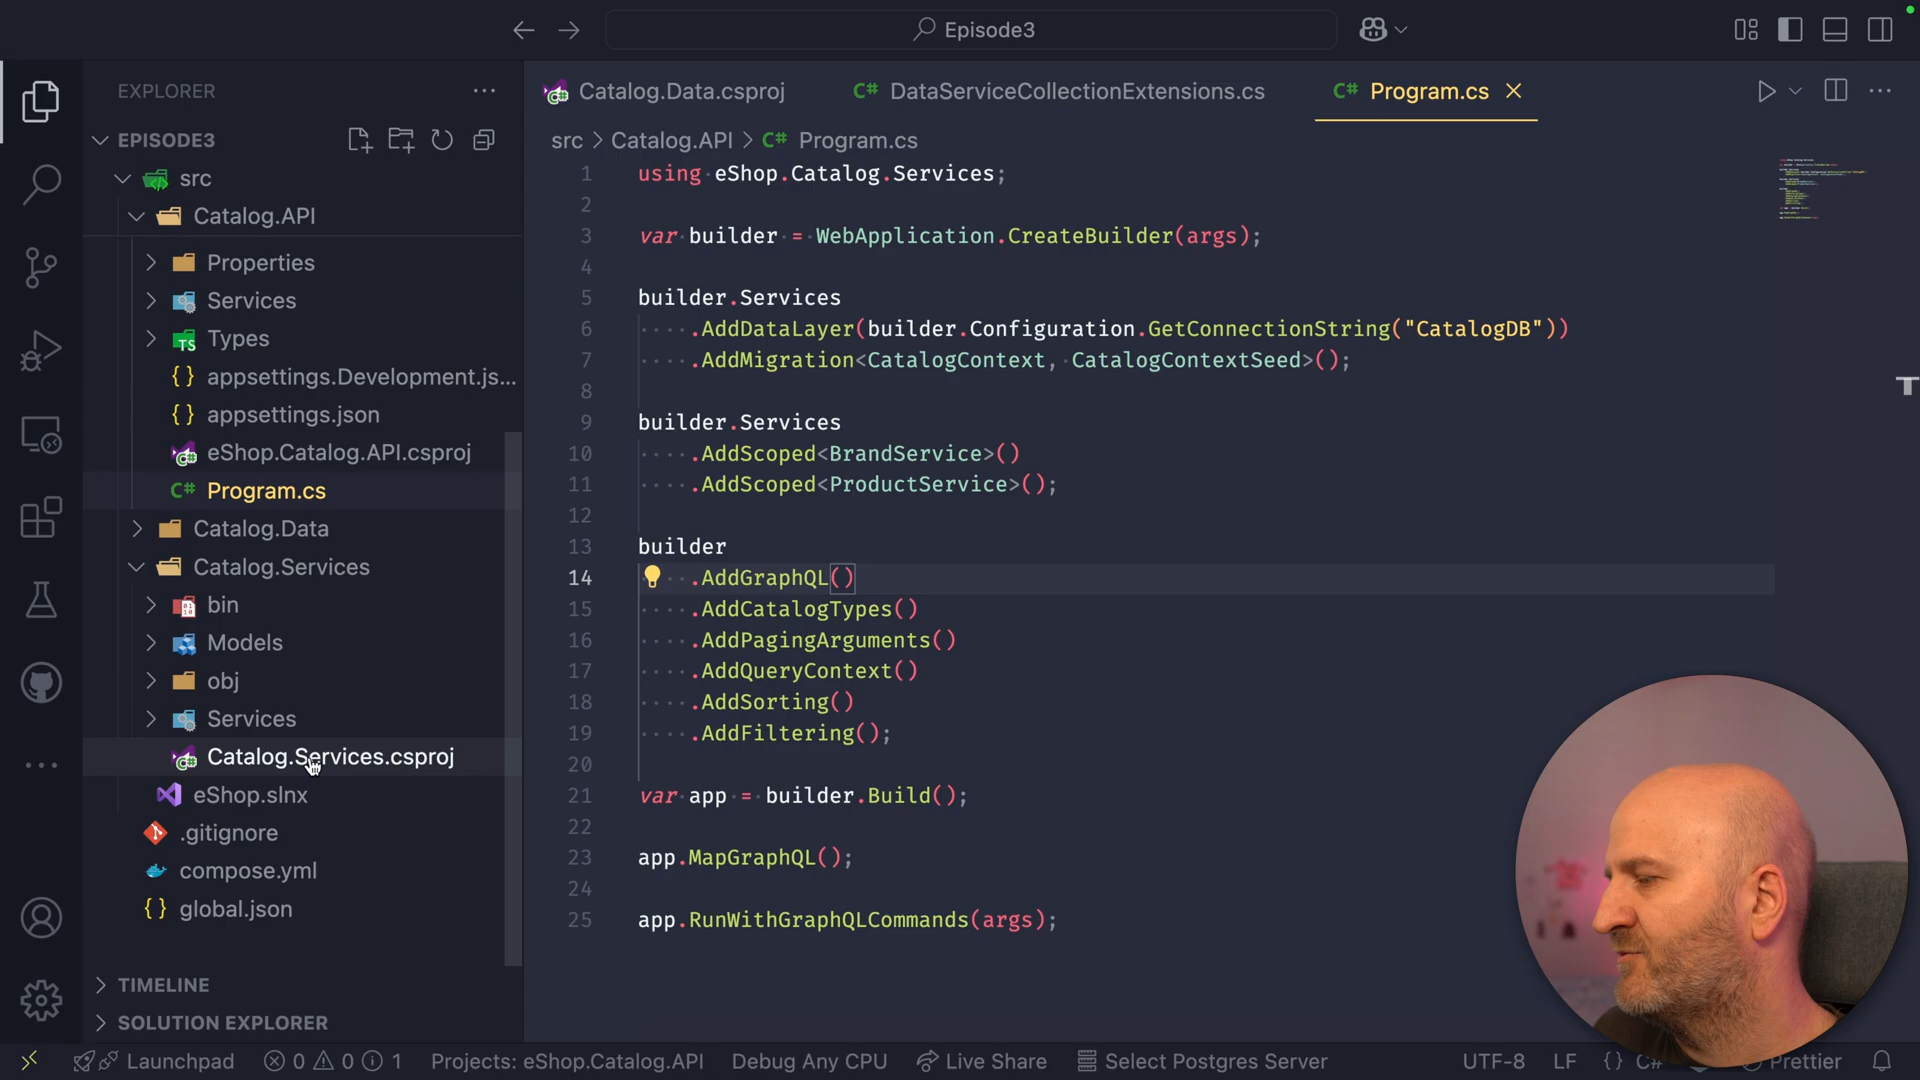 Episode3
EXPLORER
EPISODE3
src
Catalog.API
Properties
Services
Types
appsettings.Development.js...
appsettings.json
eShop.Catalog.API.csproj
Program.cs
Catalog.Data
Catalog.Services
bin
Models
obj
Services
Catalog.Services.csproj
eShop.slnx
.gitignore
compose.yml
global.json
TIMELINE
SOLUTION EXPLORER
Catalog.Data.csproj
DataServiceCollectionExtensions.cs
Program.cs
src > Catalog.API > Program.cs
1 using eShop.Catalog.Services;
2
3 var builder = WebApplication.CreateBuilder(args);
4
5 builder.Services
6 .AddDataLayer(builder.Configuration.GetConnectionString("CatalogDB"))
7 .AddMigration<CatalogContext, CatalogContextSeed>();
8
9 builder.Services
10 .AddScoped<BrandService>()
11 .AddScoped<ProductService>();
12
13 builder
14 .AddGraphQL()
15 .AddCatalogTypes()
16 .AddPagingArguments()
17 .AddQueryContext()
18 .AddSorting()
19 .AddFiltering();
20
21 var app = builder.Build();
22
23 app.MapGraphQL();
24
25 app.RunWithGraphQLCommands(args);
Launchpad 0 0 1 Projects: eShop.Catalog.API Debug Any CPU Live Share Select Postgres Server UTF-8 LF {} C# Prettier